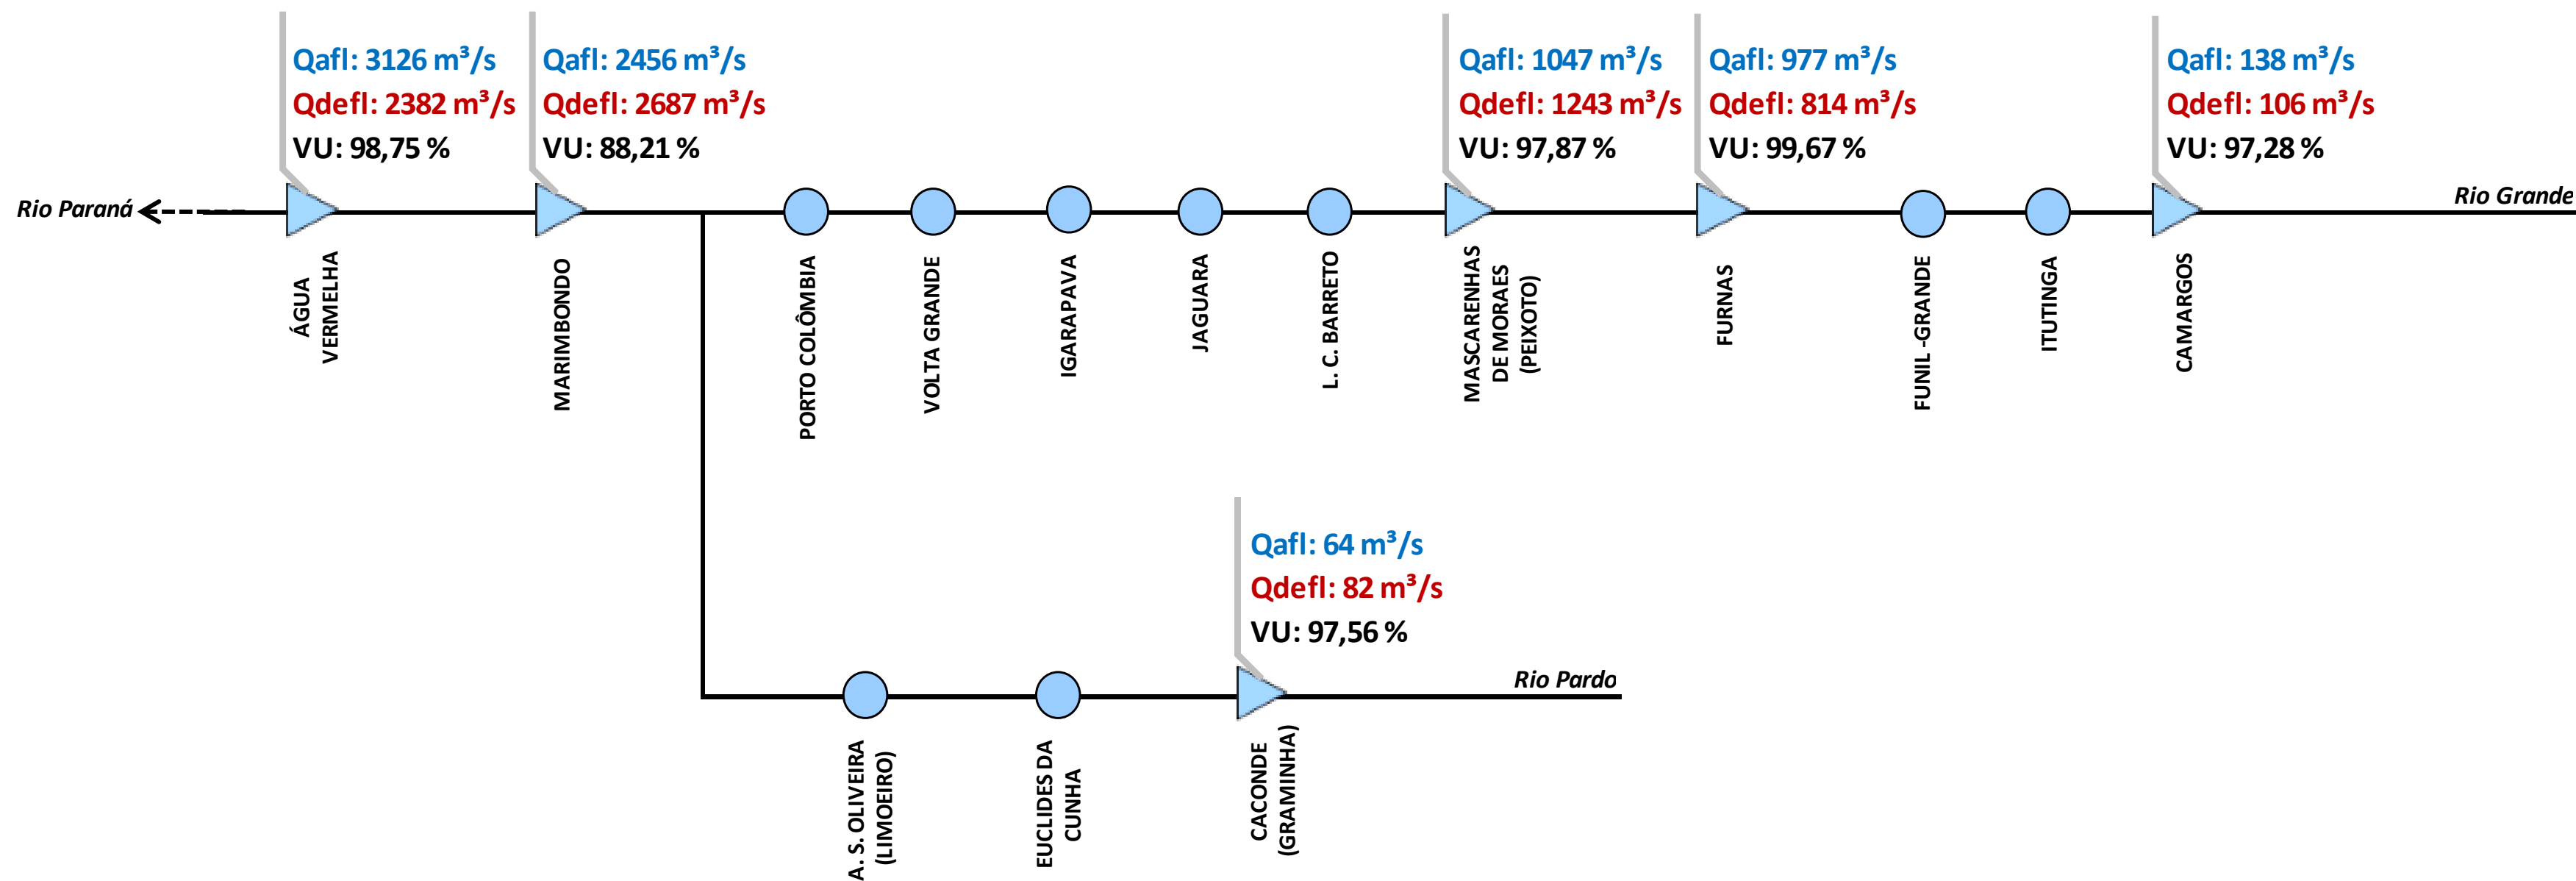 Qafl: 3126 m³/s
Qdefl: 2382 m³/s
VU: 98,75 %
Qafl: 2456 m³/s
Qdefl: 2687 m³/s
VU: 88,21 %
Qafl: 1047 m³/s
Qdefl: 1243 m³/s
VU: 97,87 %
Qafl: 977 m³/s
Qdefl: 814 m³/s
VU: 99,67 %
Qafl: 138 m³/s
Qdefl: 106 m³/s
VU: 97,28 %
Rio Paraná
Rio Grande
ÁGUA
VERMELHA
MARIMBONDO
PORTO COLÔMBIA
VOLTA GRANDE
IGARAPAVA
JAGUARA
L. C. BARRETO
MASCARENHAS
DE MORAES
(PEIXOTO)
FURNAS
FUNIL -GRANDE
ITUTINGA
CAMARGOS
Qafl: 64 m³/s
Qdefl: 82 m³/s
VU: 97,56 %
Rio Pardo
A. S. OLIVEIRA
(LIMOEIRO)
EUCLIDES DA
CUNHA
CACONDE
(GRAMINHA)